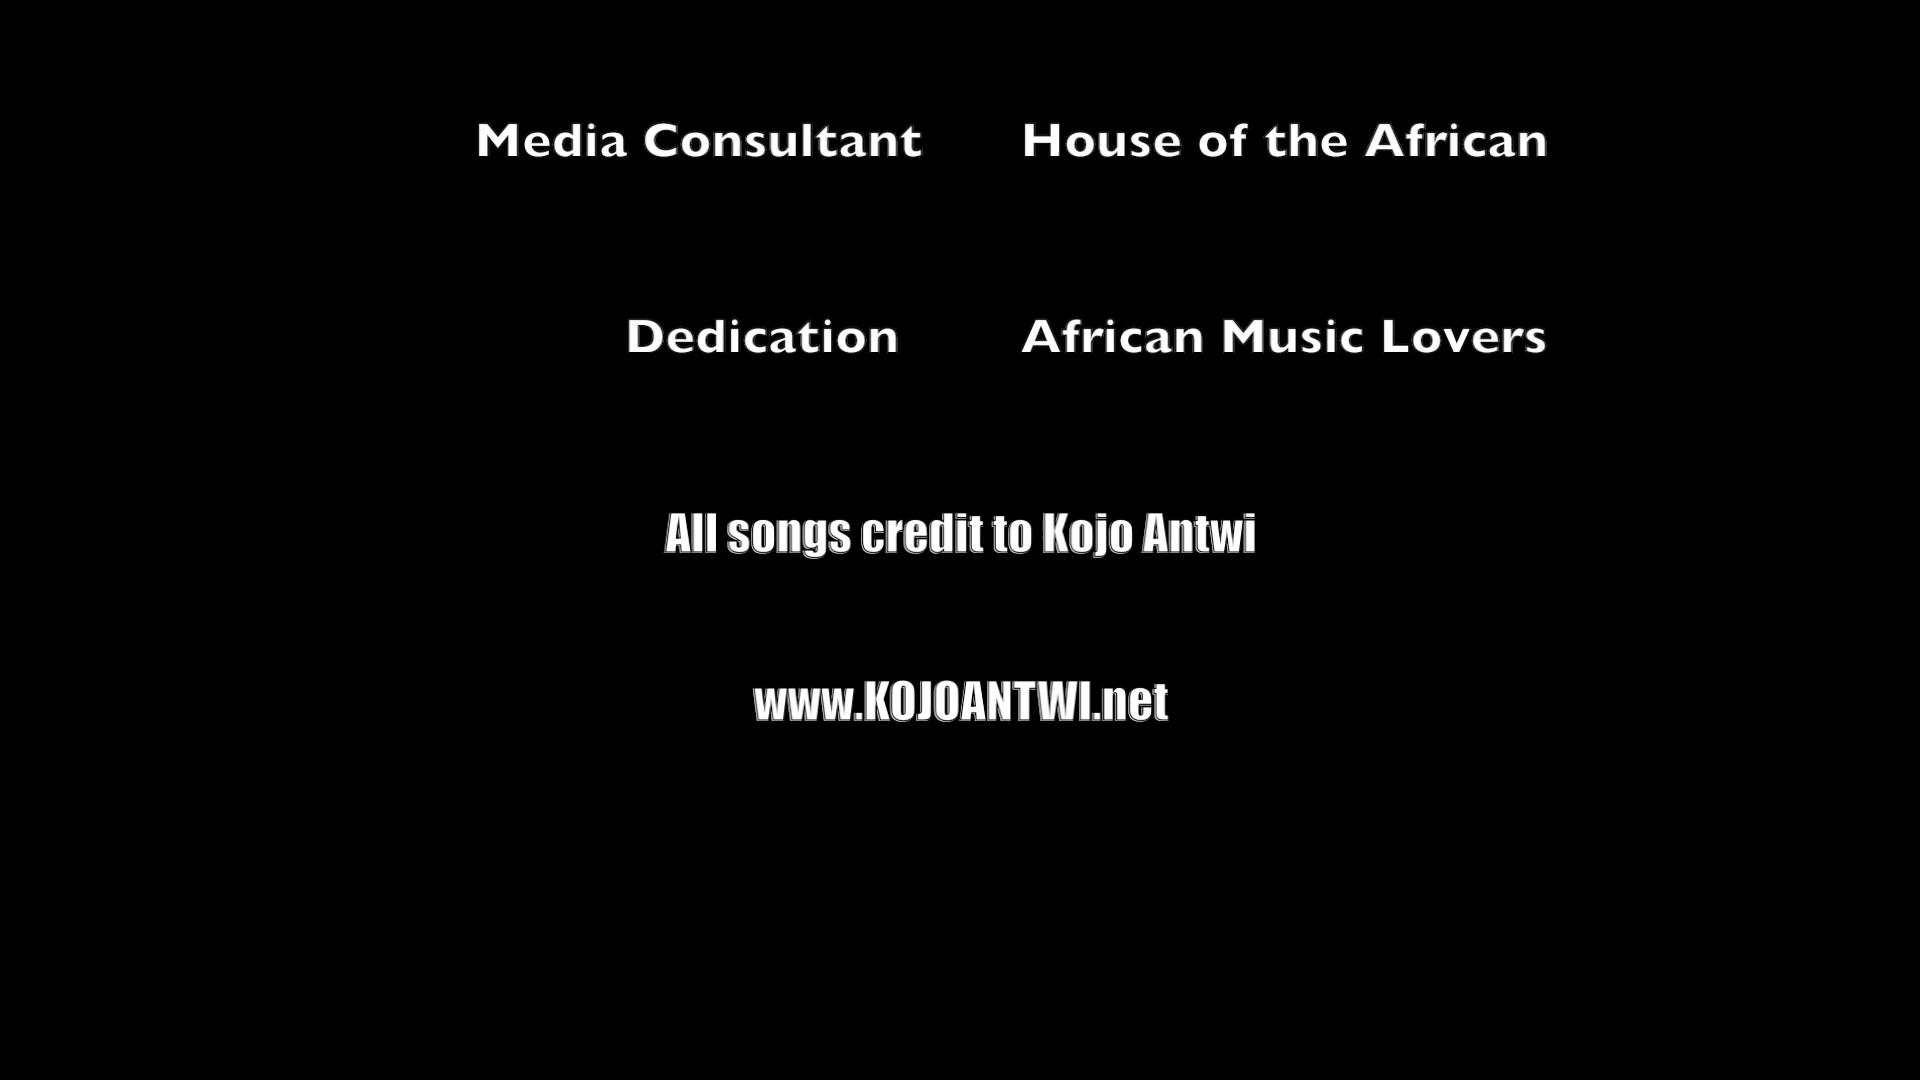 Media Consultant House of the African
Dedication African Music Lovers
All songs credit to Kojo Antwi
www.KOJOANTWI.net